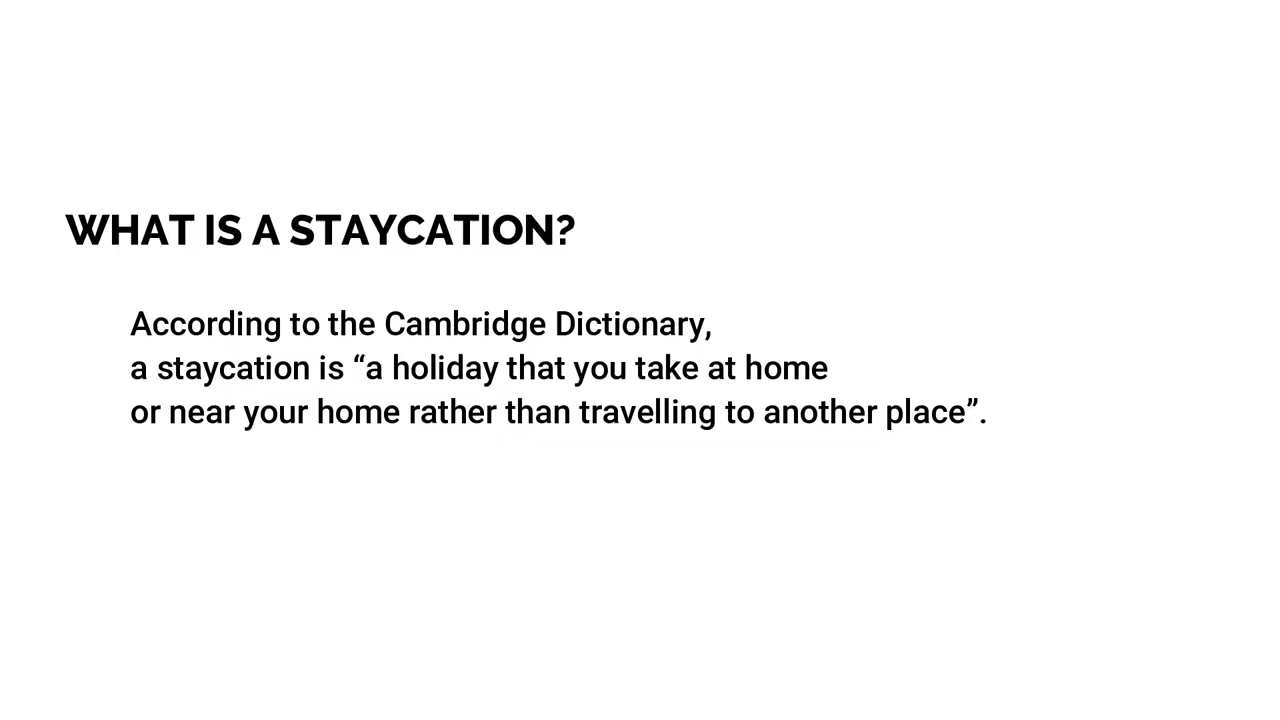 WHAT IS A STAYCATION?
According to the Cambridge Dictionary,
a staycation is “a holiday that you take at home
or near your home rather than travelling to another place”.